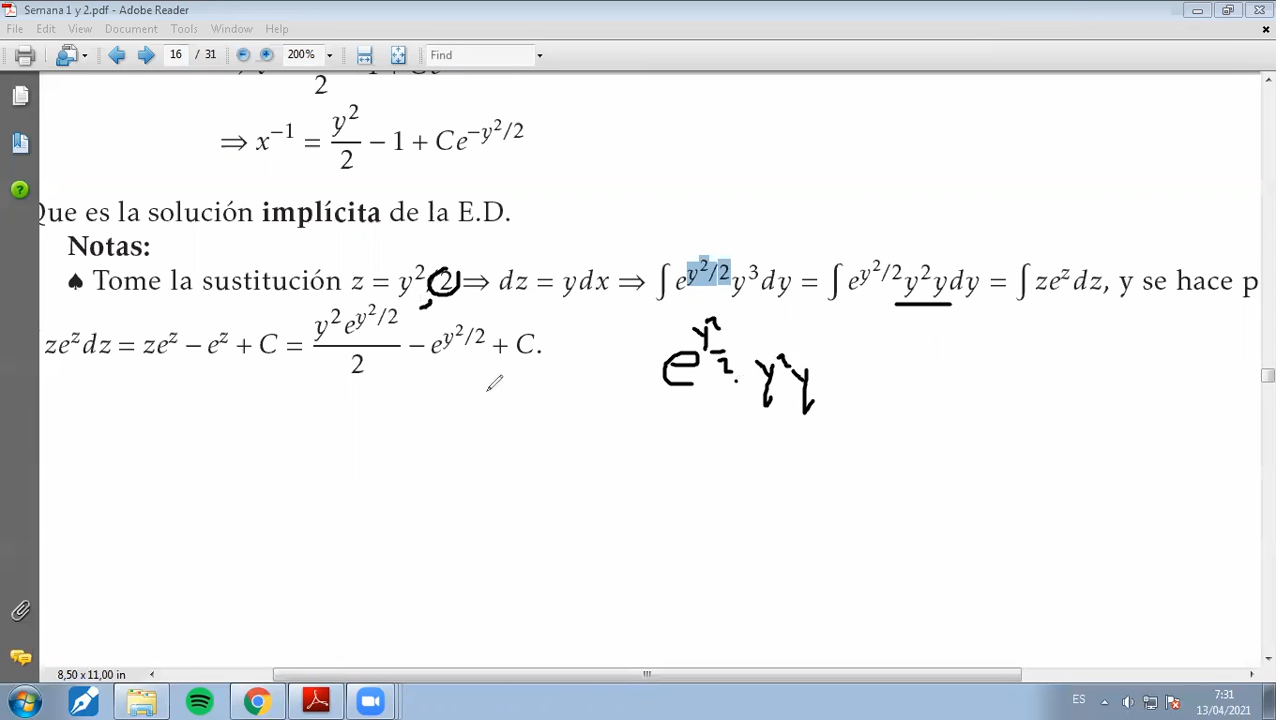 Semana 1 y 2.pdf - Adobe Reader
File Edit View Document Tools Window Help
16 / 31 200% Find
2
⇒ x⁻¹ = y²/2 − 1 + Ce^(−y²/2)
Que es la solución implícita de la E.D.
Notas:
♠ Tome la sustitución z = y², 2 ⇒ dz = ydx ⇒ ∫ e^(y²/2) y³dy = ∫ e^(y²/2) y²ydy = ∫ ze^z dz, y se hace p
ze^z dz = ze^z − e^z + C = y²e^(y²/2)/2 − e^(y²/2) + C.
e^(y²/2) . y²y
8,50 x 11,00 in
ES 7:31
13/04/2021